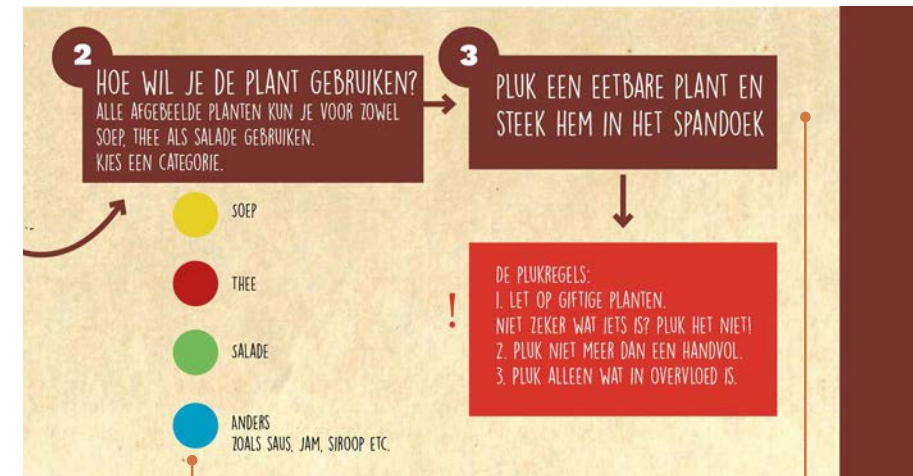 2
HOE WIL JE DE PLANT GEBRUIKEN?
ALLE AFGEBEELDE PLANTEN KUN JE VOOR ZOWEL
SOEP, THEE ALS SALADE GEBRUIKEN.
KIES EEN CATEGORIE.
SOEP
THEE
SALADE
ANDERS
ZOALS SAUS, JAM, SIROOP ETC.
3
PLUK EEN EETBARE PLANT EN
STEEK HEM IN HET SPANDOEK
!
DE PLUKREGELS:
1. LET OP GIFTIGE PLANTEN.
NIET ZEKER WAT IETS IS? PLUK HET NIET!
2. PLUK NIET MEER DAN EEN HANDVOL.
3. PLUK ALLEEN WAT IN OVERVLOED IS.